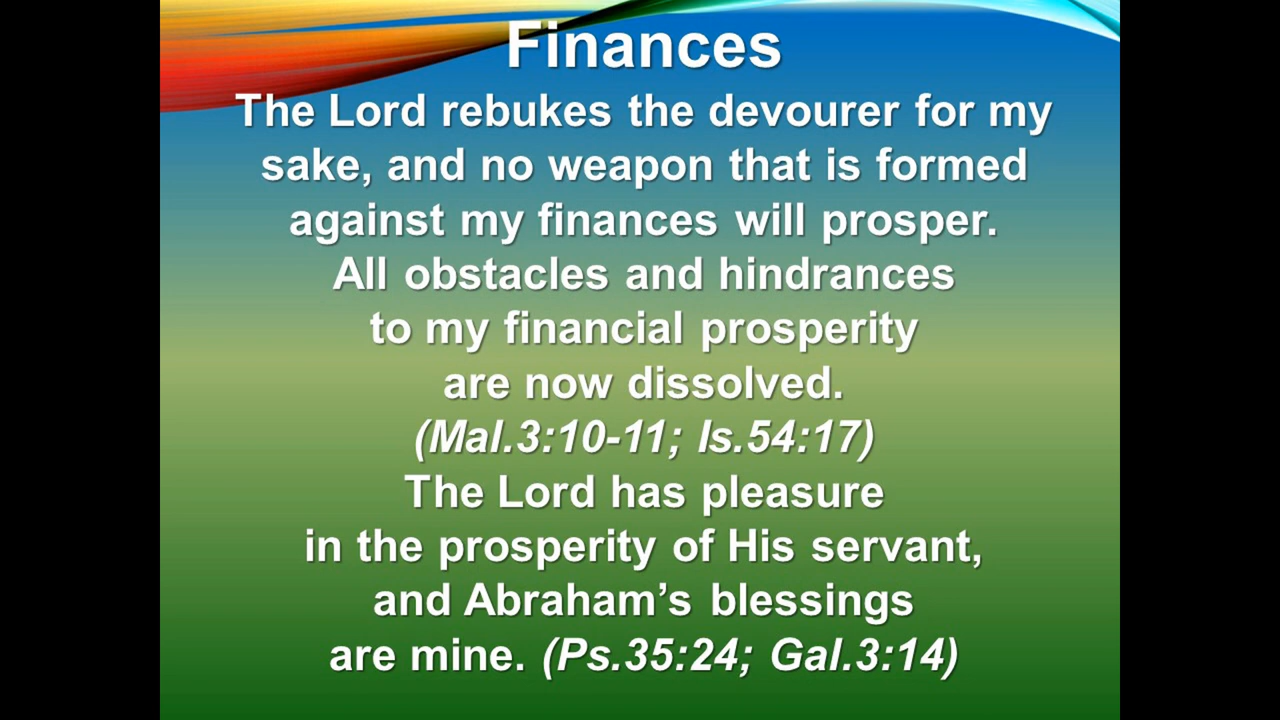 Finances
The Lord rebukes the devourer for my
sake, and no weapon that is formed
against my finances will prosper.
All obstacles and hindrances
to my financial prosperity
are now dissolved.
(Mal.3:10-11; Is.54:17)
The Lord has pleasure
in the prosperity of His servant,
and Abraham’s blessings
are mine. (Ps.35:24; Gal.3:14)